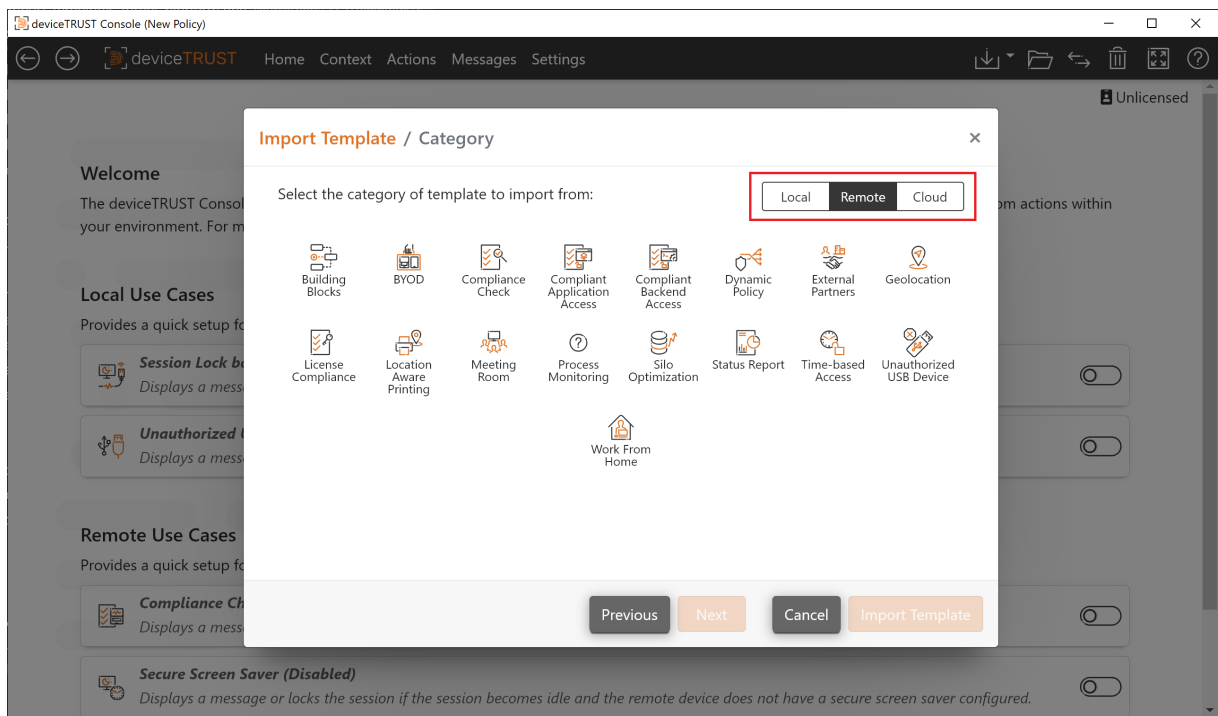 deviceTRUST Console (New Policy)
deviceTRUST Home Context Actions Messages Settings
Unlicensed
Import Template / Category
Welcome
Select the category of template to import from:
Local Remote Cloud
The deviceTRUST Consol
om actions within
your environment. For m
Building Blocks
BYOD
Compliance Check
Compliant Application Access
Compliant Backend Access
Dynamic Policy
External Partners
Geolocation
Local Use Cases
Provides a quick setup fo
License Compliance
Location Aware Printing
Meeting Room
Process Monitoring
Silo Optimization
Status Report
Time-based Access
Unauthorized USB Device
Session Lock ba
Displays a mess
Work From Home
Unauthorized
Displays a mess
Remote Use Cases
Provides a quick setup fo
Previous Next Cancel Import Template
Compliance Ch
Displays a mess
Secure Screen Saver (Disabled)
Displays a message or locks the session if the session becomes idle and the remote device does not have a secure screen saver configured.